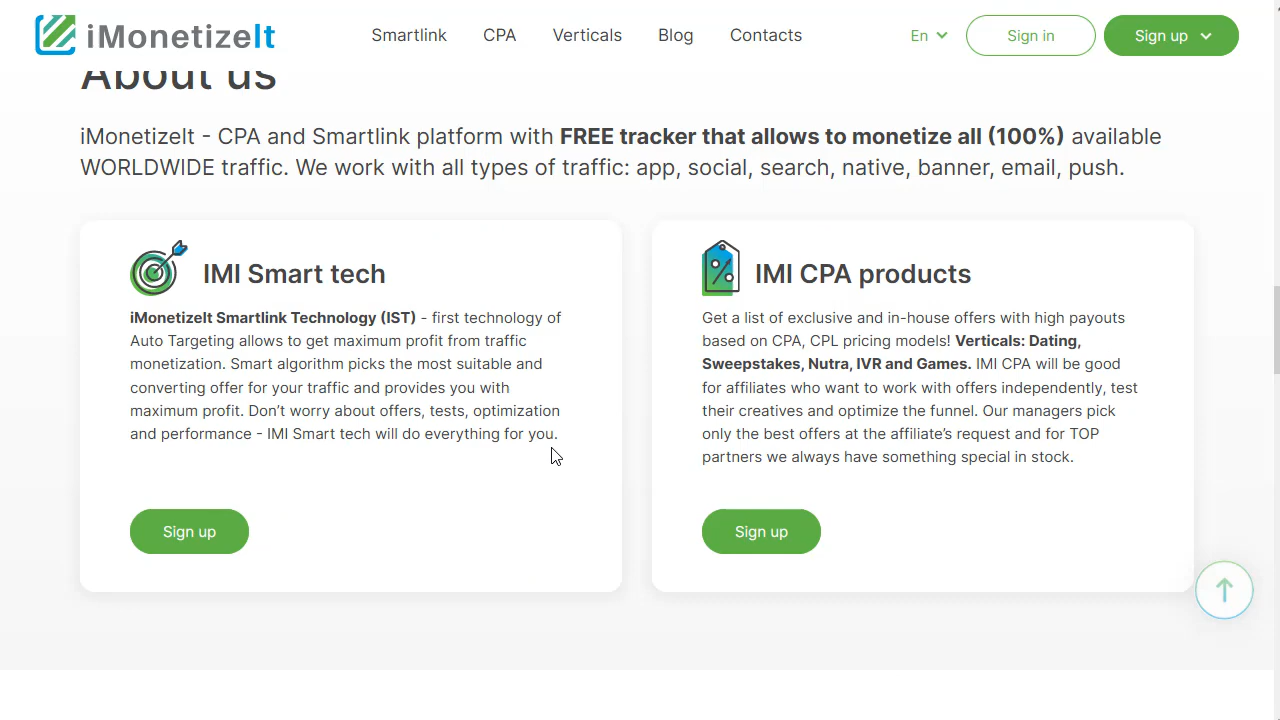 iMonetizeIt
Smartlink
CPA
Verticals
Blog
Contacts
En
Sign in
Sign up
About us
iMonetizeIt - CPA and Smartlink platform with FREE tracker that allows to monetize all (100%) available
WORLDWIDE traffic. We work with all types of traffic: app, social, search, native, banner, email, push.
IMI Smart tech
iMonetizeIt Smartlink Technology (IST) - first technology of
Auto Targeting allows to get maximum profit from traffic
monetization. Smart algorithm picks the most suitable and
converting offer for your traffic and provides you with
maximum profit. Don’t worry about offers, tests, optimization
and performance - IMI Smart tech will do everything for you.
Sign up
IMI CPA products
Get a list of exclusive and in-house offers with high payouts
based on CPA, CPL pricing models! Verticals: Dating,
Sweepstakes, Nutra, IVR and Games. IMI CPA will be good
for affiliates who want to work with offers independently, test
their creatives and optimize the funnel. Our managers pick
only the best offers at the affiliate’s request and for TOP
partners we always have something special in stock.
Sign up